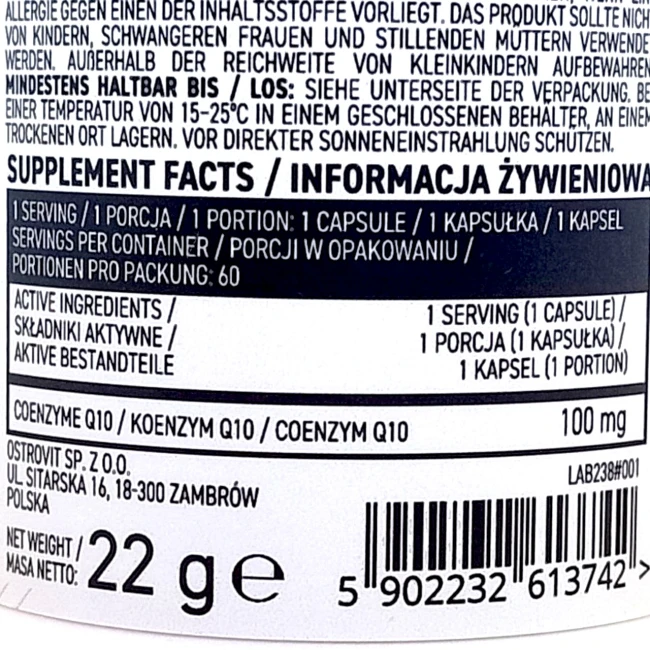 ALLERGIE GEGEN EINEN DER INHALTSSTOFFE VORLIEGT. DAS PRODUKT SOLLTE NICH
VON KINDERN, SCHWANGEREN FRAUEN UND STILLENDEN MÜTTERN VERWENDE
WERDEN. AUßERHALB DER REICHWEITE VON KLEINKINDERN AUFBEWAHREN
MINDESTENS HALTBAR BIS / LOS: SIEHE UNTERSEITE DER VERPACKUNG. BE
EINER TEMPERATUR VON 15-25°C IN EINEM GESCHLOSSENEN BEHÄLTER, AN EINEM
TROCKENEN ORT LAGERN. VOR DIREKTER SONNENEINSTRAHLUNG SCHÜTZEN.
SUPPLEMENT FACTS / INFORMACJA ŻYWIENIOWA
1 SERVING / 1 PORCJA / 1 PORTION: 1 CAPSULE / 1 KAPSUŁKA / 1 KAPSEL
SERVINGS PER CONTAINER / PORCJI W OPAKOWANIU /
PORTIONEN PRO PACKUNG: 60
ACTIVE INGREDIENTS /
SKŁADNIKI AKTYWNE /
AKTIVE BESTANDTEILE
1 SERVING (1 CAPSULE) /
1 PORCJA (1 KAPSUŁKA) /
1 KAPSEL (1 PORTION)
COENZYME Q10 / KOENZYM Q10 / COENZYM Q10 100 mg
OSTROVIT SP. Z O.O.
UL. SITARSKA 16, 18-300 ZAMBRÓW
POLSKA
LAB238#001
NET WEIGHT /
MASA NETTO:
22 g e
5 902232 613742 >